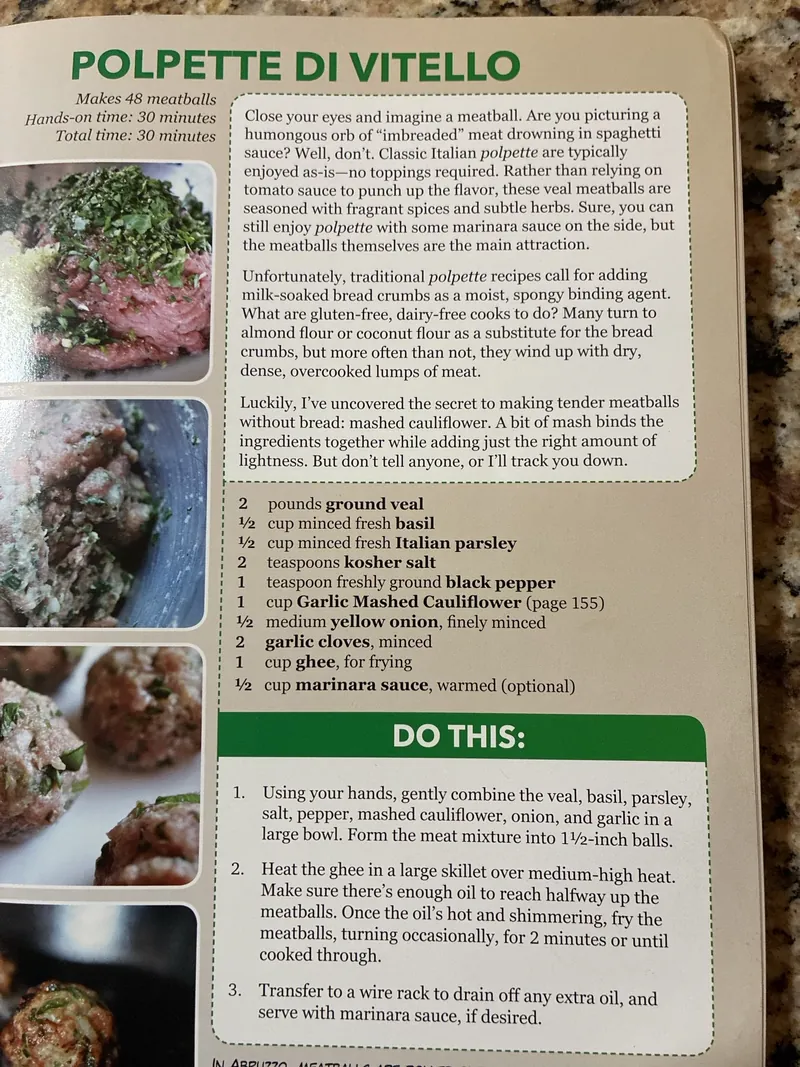 POLPETTE DI VITELLO
Makes 48 meatballs
Hands-on time: 30 minutes
Total time: 30 minutes
Close your eyes and imagine a meatball. Are you picturing a
humongous orb of “imbreaded” meat drowning in spaghetti
sauce? Well, don’t. Classic Italian polpette are typically
enjoyed as-is—no toppings required. Rather than relying on
tomato sauce to punch up the flavor, these veal meatballs are
seasoned with fragrant spices and subtle herbs. Sure, you can
still enjoy polpette with some marinara sauce on the side, but
the meatballs themselves are the main attraction.
Unfortunately, traditional polpette recipes call for adding
milk-soaked bread crumbs as a moist, spongy binding agent.
What are gluten-free, dairy-free cooks to do? Many turn to
almond flour or coconut flour as a substitute for the bread
crumbs, but more often than not, they wind up with dry,
dense, overcooked lumps of meat.
Luckily, I’ve uncovered the secret to making tender meatballs
without bread: mashed cauliflower. A bit of mash binds the
ingredients together while adding just the right amount of
lightness. But don’t tell anyone, or I’ll track you down.
2 pounds ground veal
½ cup minced fresh basil
½ cup minced fresh Italian parsley
2 teaspoons kosher salt
1 teaspoon freshly ground black pepper
1 cup Garlic Mashed Cauliflower (page 155)
½ medium yellow onion, finely minced
2 garlic cloves, minced
1 cup ghee, for frying
½ cup marinara sauce, warmed (optional)
DO THIS:
1. Using your hands, gently combine the veal, basil, parsley,
salt, pepper, mashed cauliflower, onion, and garlic in a
large bowl. Form the meat mixture into 1½-inch balls.
2. Heat the ghee in a large skillet over medium-high heat.
Make sure there’s enough oil to reach halfway up the
meatballs. Once the oil’s hot and shimmering, fry the
meatballs, turning occasionally, for 2 minutes or until
cooked through.
3. Transfer to a wire rack to drain off any extra oil, and
serve with marinara sauce, if desired.
IN ABRUZZO, MEATBALLS ARE